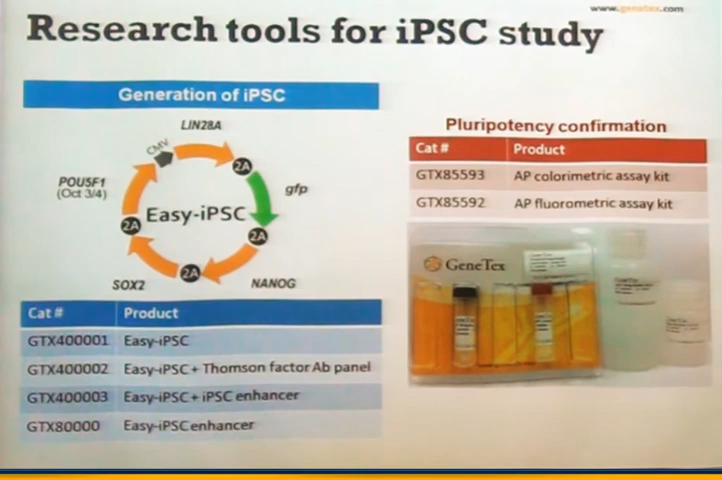 www.genetex.com
Research tools for iPSC study
Generation of iPSC
LIN28A
CMV
2A
gfp
POU5F1
(Oct 3/4)
Easy-iPSC
2A
2A
2A
SOX2
NANOG
Cat # Product
GTX400001 Easy-iPSC
GTX400002 Easy-iPSC+ Thomson factor Ab panel
GTX400003 Easy-iPSC+ iPSC enhancer
GTX80000 Easy-iPSC enhancer
Pluripotency confirmation
Cat # Product
GTX85593 AP colorimetric assay kit
GTX85592 AP fluorometric assay kit
GeneTex